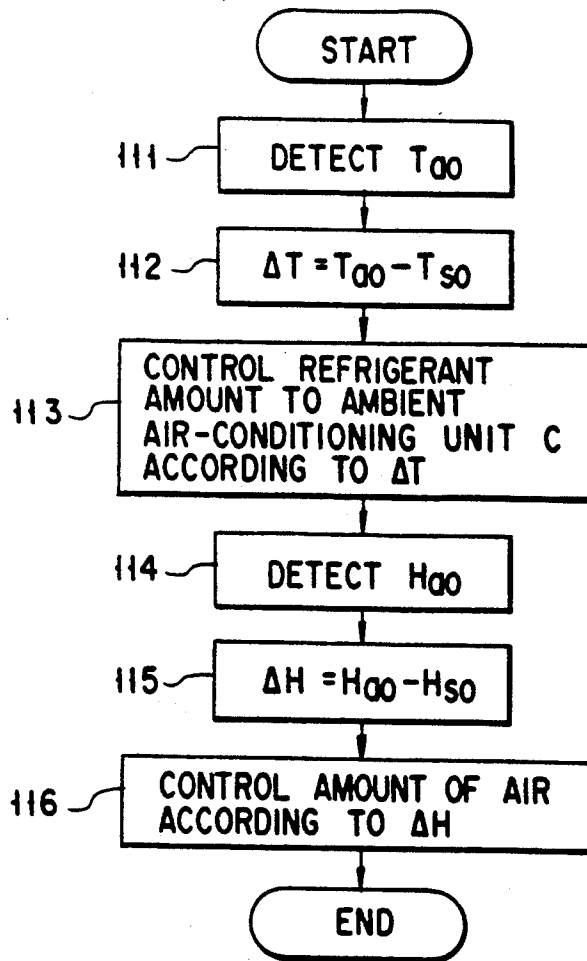 START
111
DETECT Tao
112
ΔT = Tao - Tso
CONTROL REFRIGERANT
AMOUNT TO AMBIENT
113
AIR-CONDITIONING UNIT C
ACCORDING TO ΔT
114
DETECT Hao
115
ΔH = Hao - Hso
116
CONTROL AMOUNT OF AIR
ACCORDING TO ΔH
END